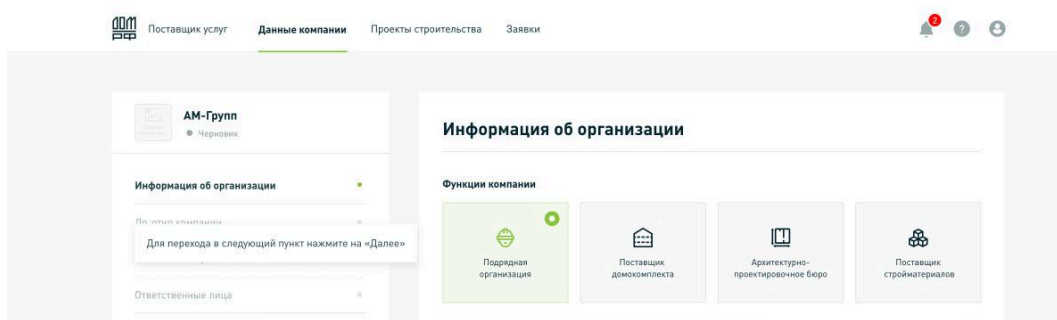 ДОМ
РФ
Поставщик услуг
Данные компании
Проекты строительства
Заявки
2
?
АМ-Групп
Черновик
Информация об организации
Для перехода в следующий пункт нажмите на «Далее»
Ответственные лица
Информация об организации
Функции компании
Подрядная
организация
Поставщик
домокомплекта
Архитектурно-
проектировочное бюро
Поставщик
стройматериалов